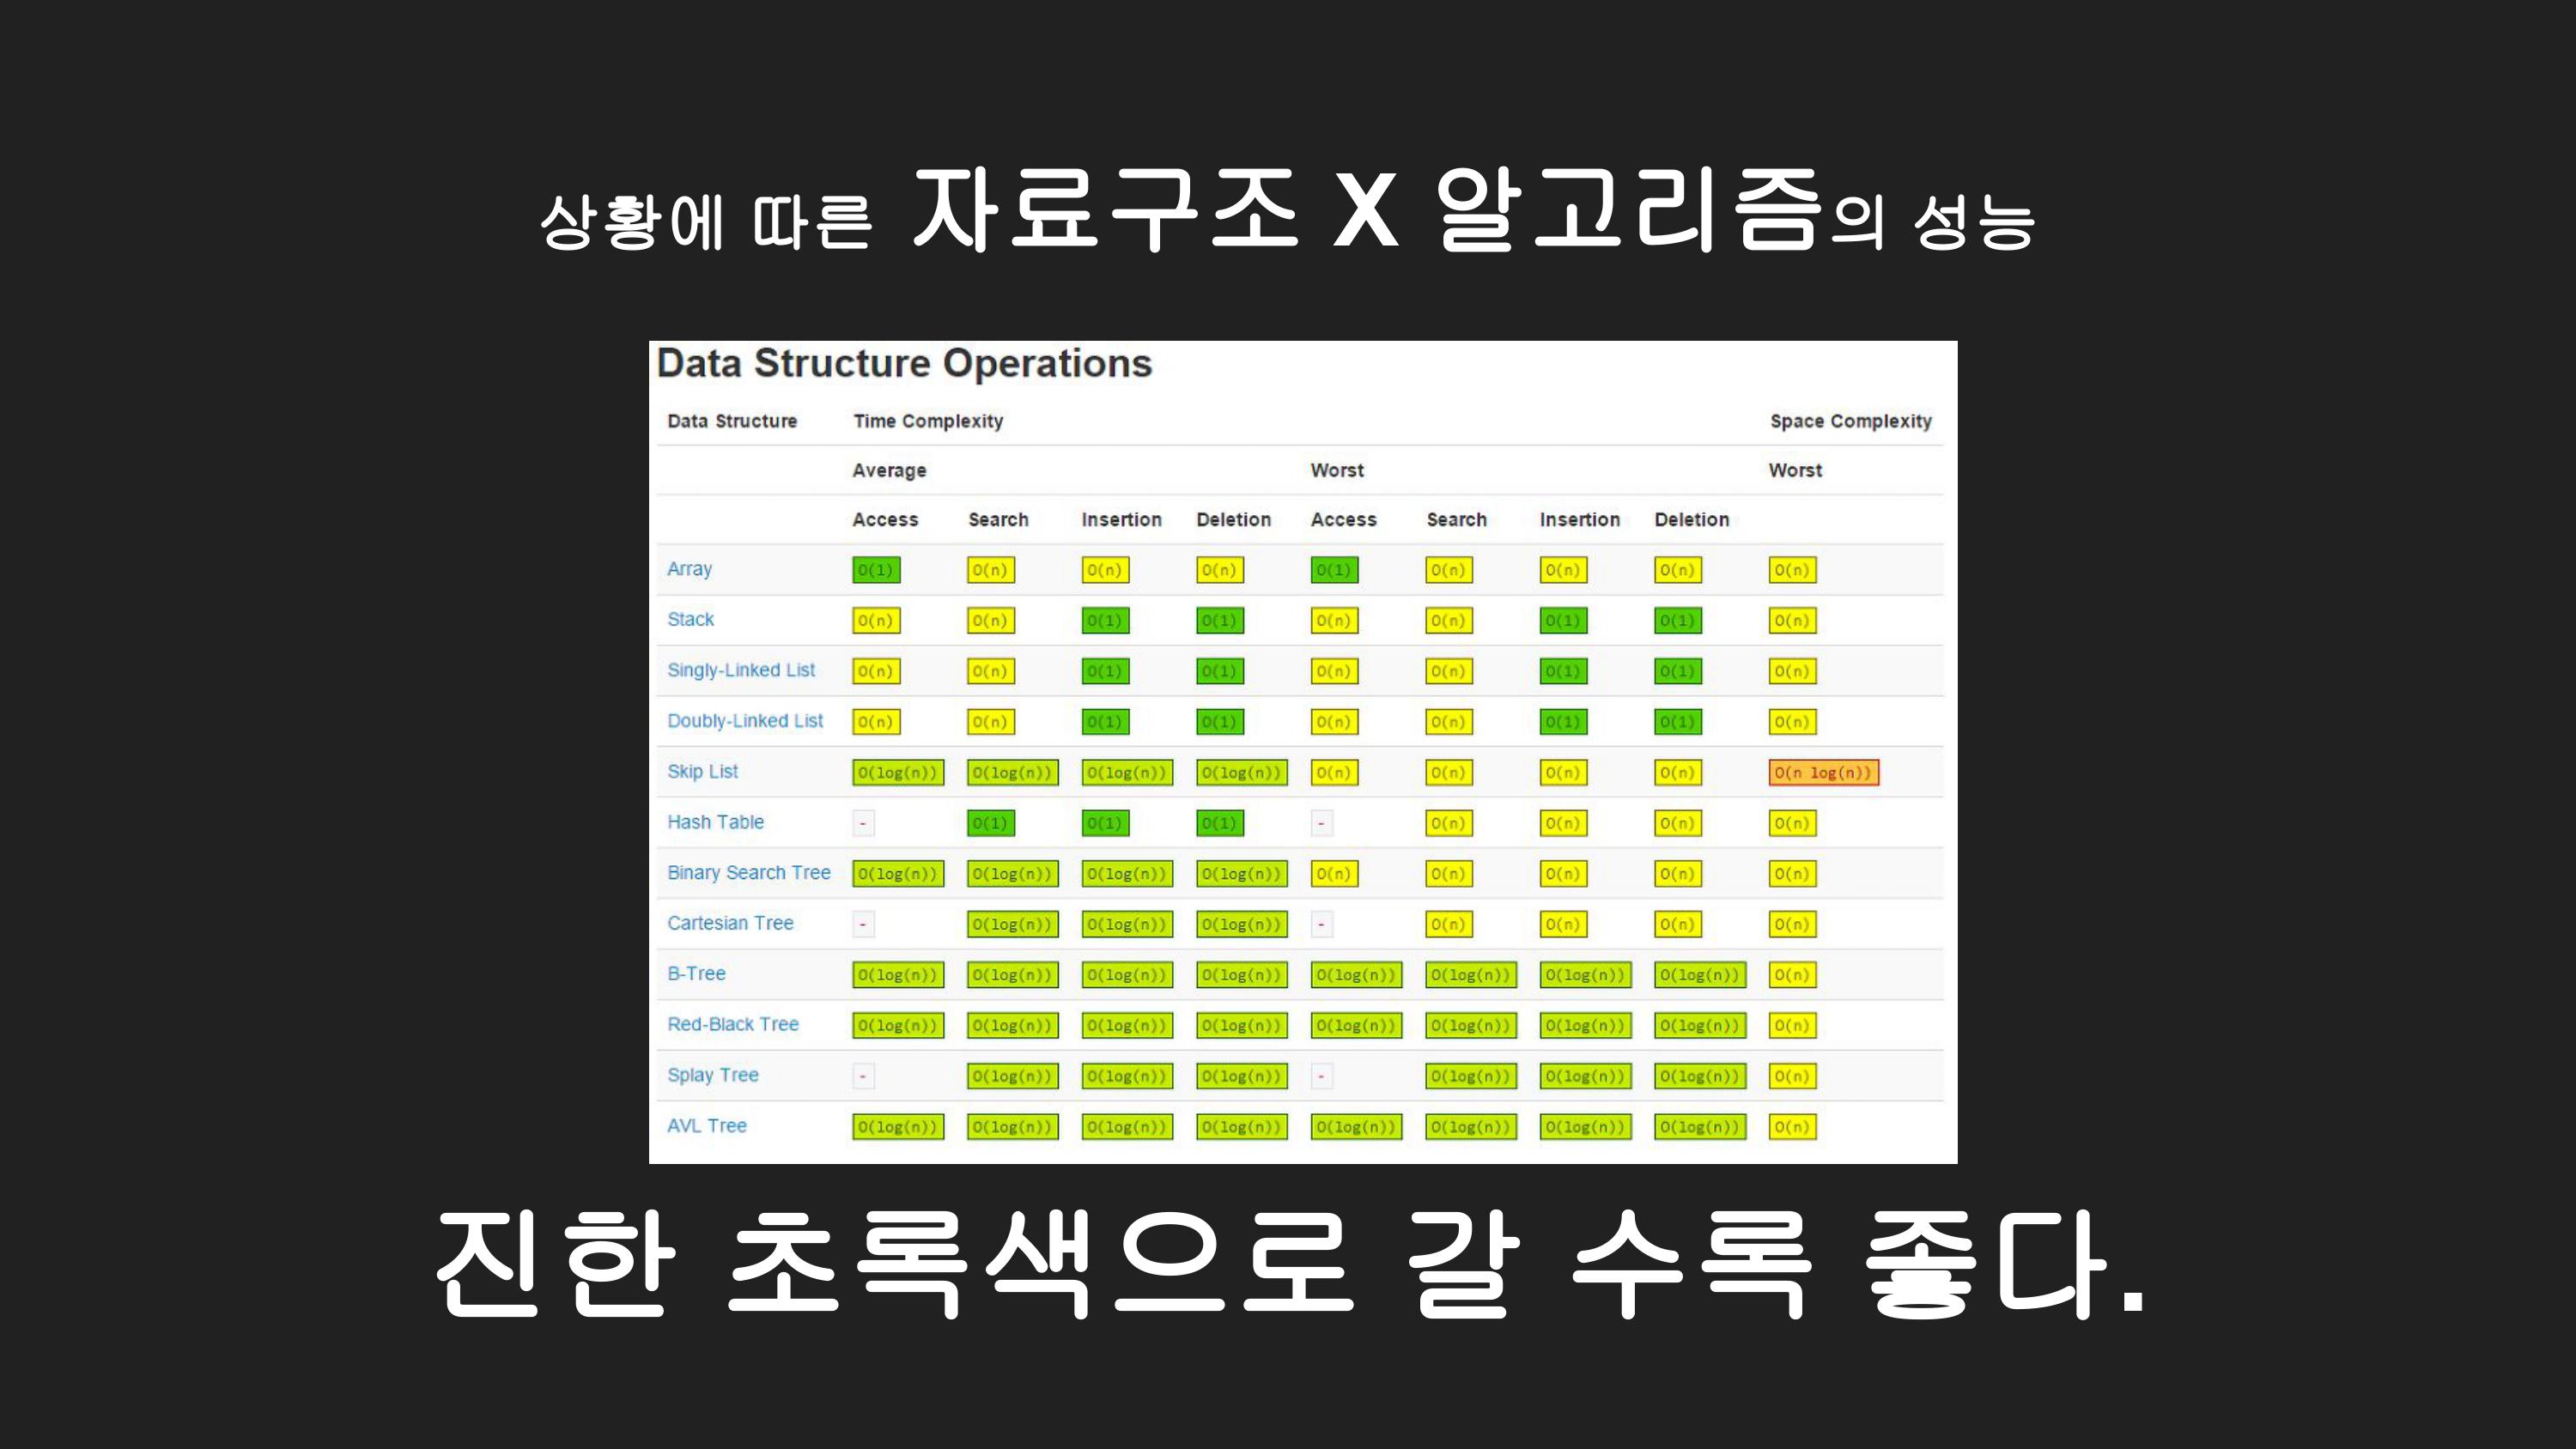 상황에 따른 자료구조 X 알고리즘의 성능
Data Structure Operations
Data Structure Time Complexity Space Complexity
Average Worst Worst
Access Search Insertion Deletion Access Search Insertion Deletion
Array O(1) O(n) O(n) O(n) O(1) O(n) O(n) O(n) O(n)
Stack O(n) O(n) O(1) O(1) O(n) O(n) O(1) O(1) O(n)
Singly-Linked List O(n) O(n) O(1) O(1) O(n) O(n) O(1) O(1) O(n)
Doubly-Linked List O(n) O(n) O(1) O(1) O(n) O(n) O(1) O(1) O(n)
Skip List O(log(n)) O(log(n)) O(log(n)) O(log(n)) O(n) O(n) O(n) O(n) O(n log(n))
Hash Table - O(1) O(1) O(1) - O(n) O(n) O(n) O(n)
Binary Search Tree O(log(n)) O(log(n)) O(log(n)) O(log(n)) O(n) O(n) O(n) O(n) O(n)
Cartesian Tree - O(log(n)) O(log(n)) O(log(n)) - O(n) O(n) O(n) O(n)
B-Tree O(log(n)) O(log(n)) O(log(n)) O(log(n)) O(log(n)) O(log(n)) O(log(n)) O(log(n)) O(n)
Red-Black Tree O(log(n)) O(log(n)) O(log(n)) O(log(n)) O(log(n)) O(log(n)) O(log(n)) O(log(n)) O(n)
Splay Tree - O(log(n)) O(log(n)) O(log(n)) - O(log(n)) O(log(n)) O(log(n)) O(n)
AVL Tree O(log(n)) O(log(n)) O(log(n)) O(log(n)) O(log(n)) O(log(n)) O(log(n)) O(log(n)) O(n)
진한 초록색으로 갈 수록 좋다.